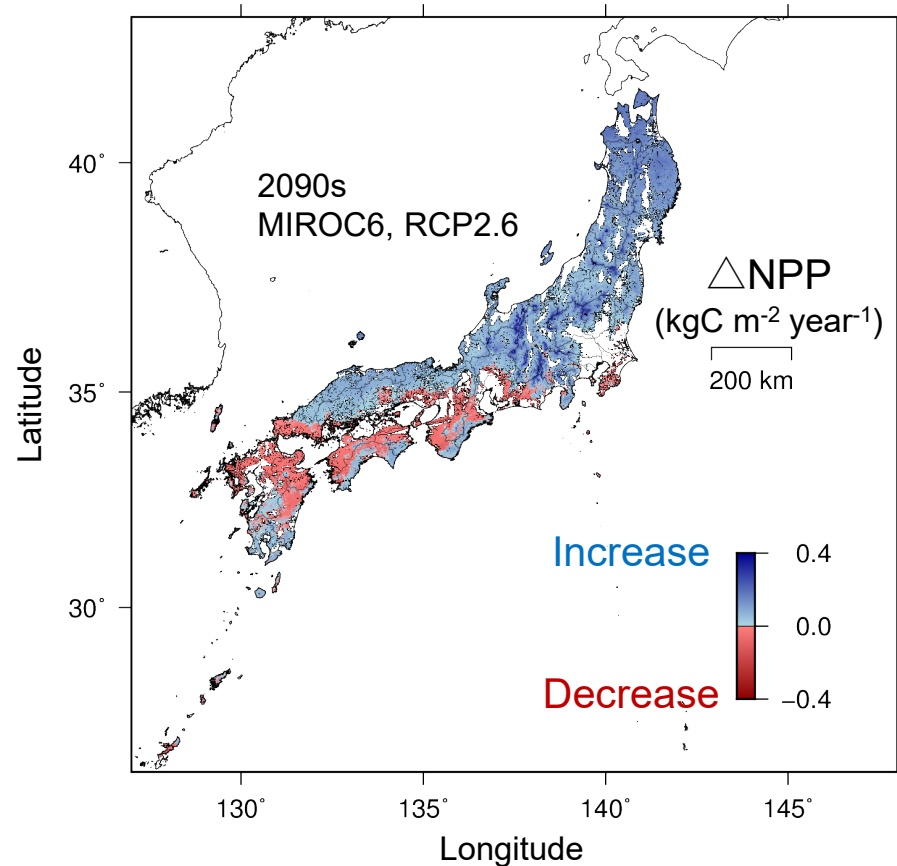 40°
2090s
MIROC6, RCP2.6
△NPP
(kgC m⁻² year⁻¹)
200 km
35°
Latitude
Increase
0.4
30°
0.0
Decrease
−0.4
130°
135°
140°
145°
Longitude